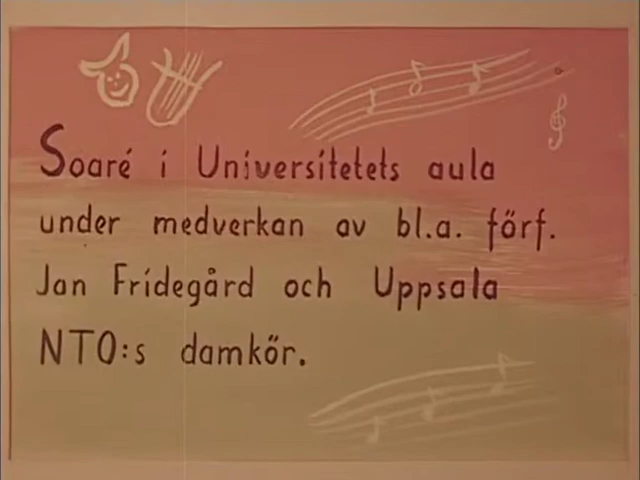 Soaré i Universitetets aula
under medverkan av bl.a. förf.
Jan Fridegård och Uppsala
NTO:s damkör.